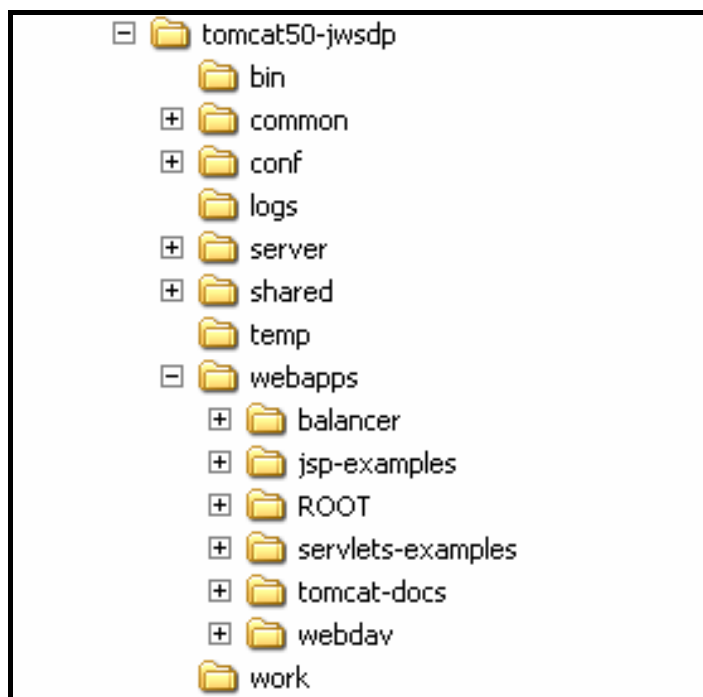 tomcat50-jwsdp
bin
common
conf
logs
server
shared
temp
webapps
balancer
jsp-examples
ROOT
servlets-examples
tomcat-docs
webdav
work